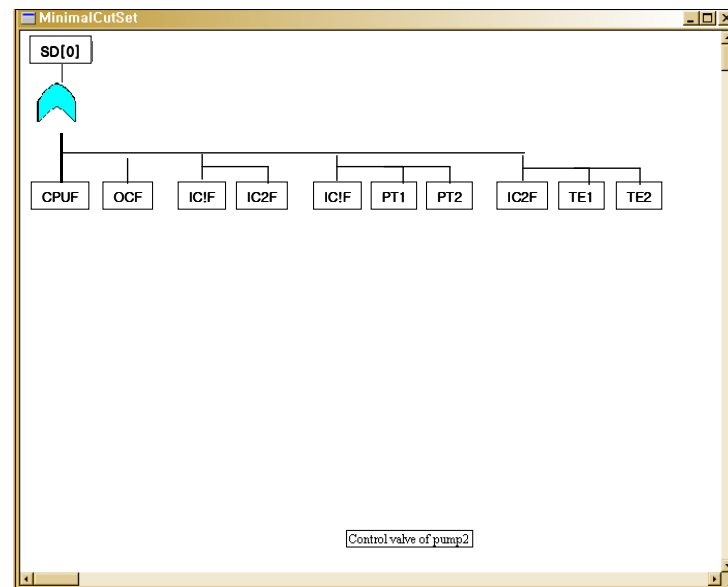 MinimalCutSet
SD[0]
CPUF OCF IC!F IC2F IC!F PT1 PT2 IC2F TE1 TE2
Control valve of pump2